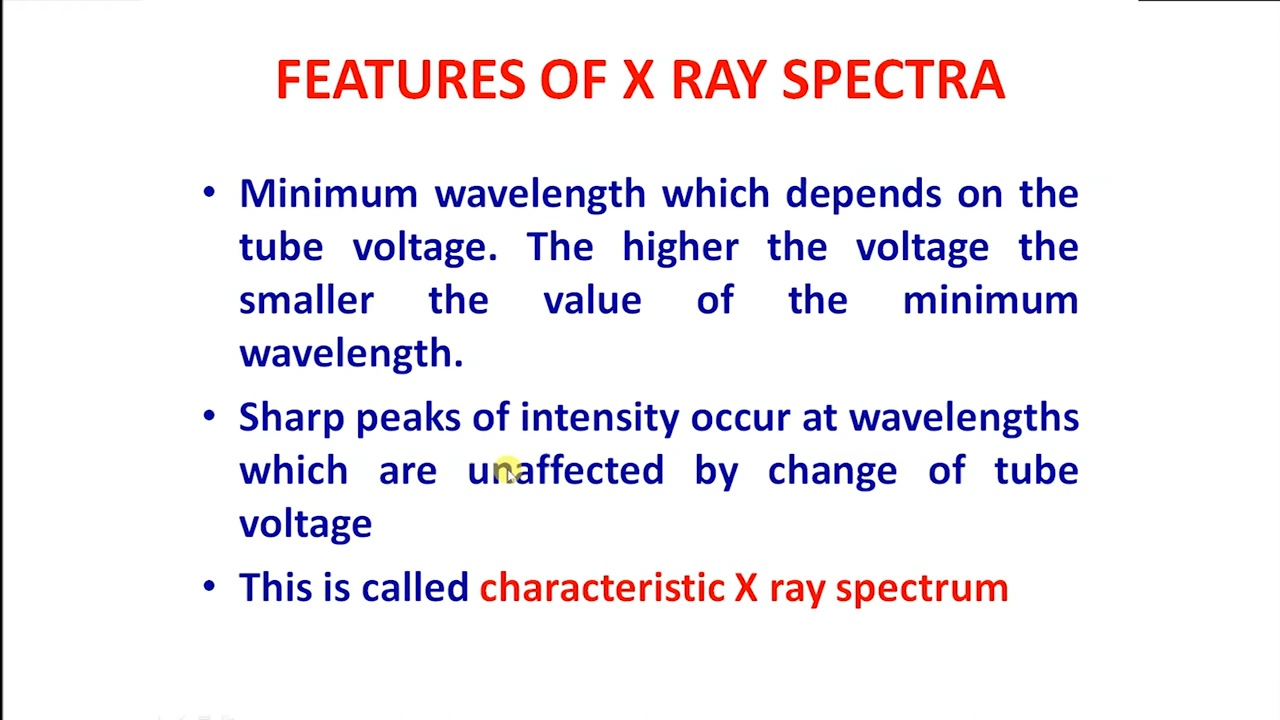 FEATURES OF X RAY SPECTRA
• Minimum wavelength which depends on the
tube voltage. The higher the voltage the
smaller the value of the minimum
wavelength.
• Sharp peaks of intensity occur at wavelengths
which are unaffected by change of tube
voltage
• This is called characteristic X ray spectrum